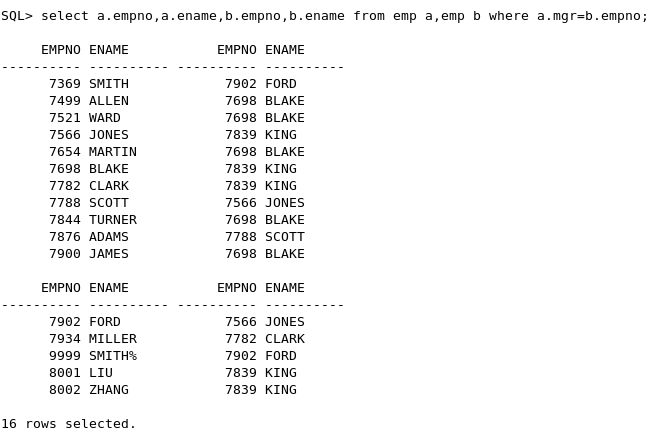 SQL> select a.empno,a.ename,b.empno,b.ename from emp a,emp b where a.mgr=b.empno;
     EMPNO ENAME           EMPNO ENAME
---------- ---------- ---------- ----------
      7369 SMITH            7902 FORD
      7499 ALLEN            7698 BLAKE
      7521 WARD             7698 BLAKE
      7566 JONES            7839 KING
      7654 MARTIN           7698 BLAKE
      7698 BLAKE            7839 KING
      7782 CLARK            7839 KING
      7788 SCOTT            7566 JONES
      7844 TURNER           7698 BLAKE
      7876 ADAMS            7788 SCOTT
      7900 JAMES            7698 BLAKE
     EMPNO ENAME           EMPNO ENAME
---------- ---------- ---------- ----------
      7902 FORD             7566 JONES
      7934 MILLER           7782 CLARK
      9999 SMITH%           7902 FORD
      8001 LIU              7839 KING
      8002 ZHANG            7839 KING
16 rows selected.